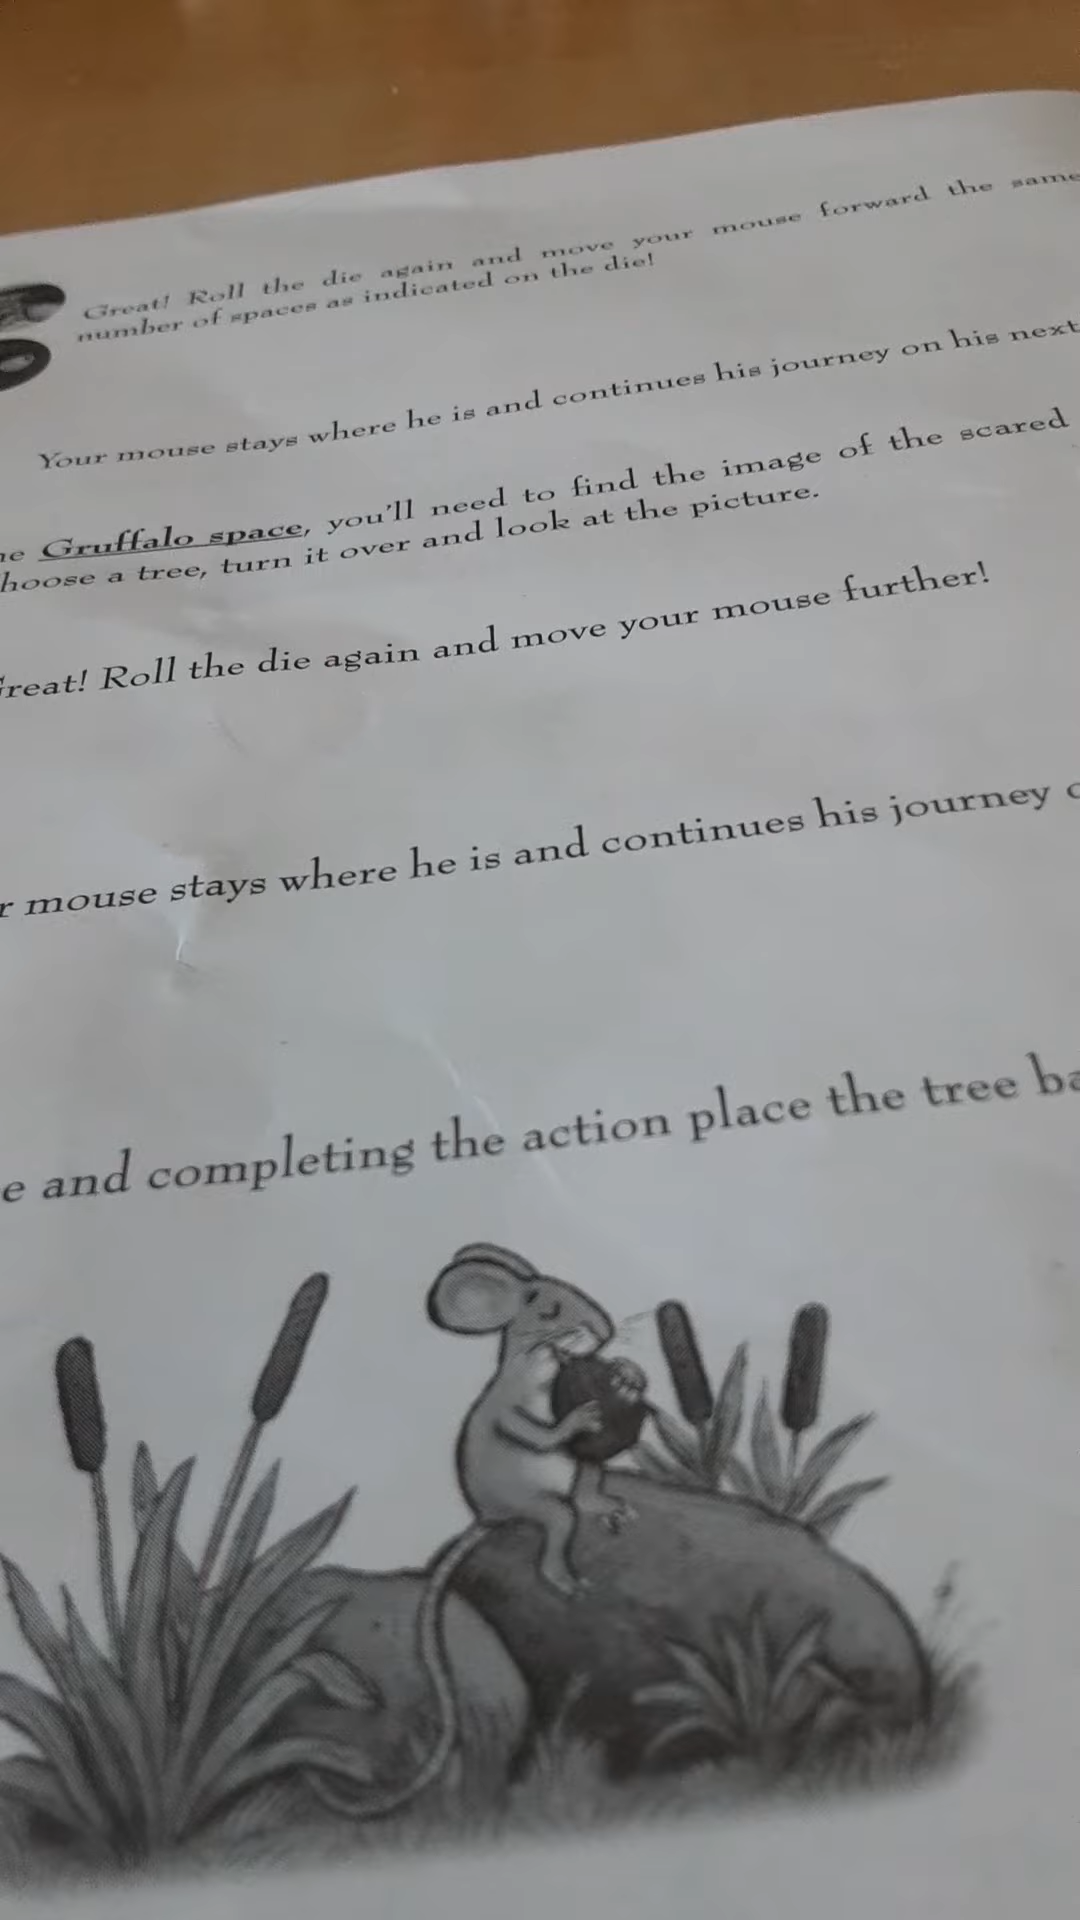 Great! Roll the die again and move your mouse forward the same
number of spaces as indicated on the die!
Your mouse stays where he is and continues his journey on his next
Gruffalo space, you'll need to find the image of the scared
hoose a tree, turn it over and look at the picture.
reat! Roll the die again and move your mouse further!
r mouse stays where he is and continues his journey
e and completing the action place the tree ba